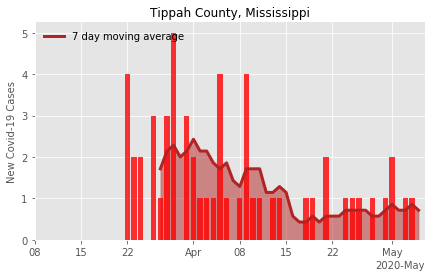 Tippah County, Mississippi
7 day moving average
New Covid-19 Cases
5
4
3
2
1
0
08 15 22 Apr 08 15 22 May
2020-May